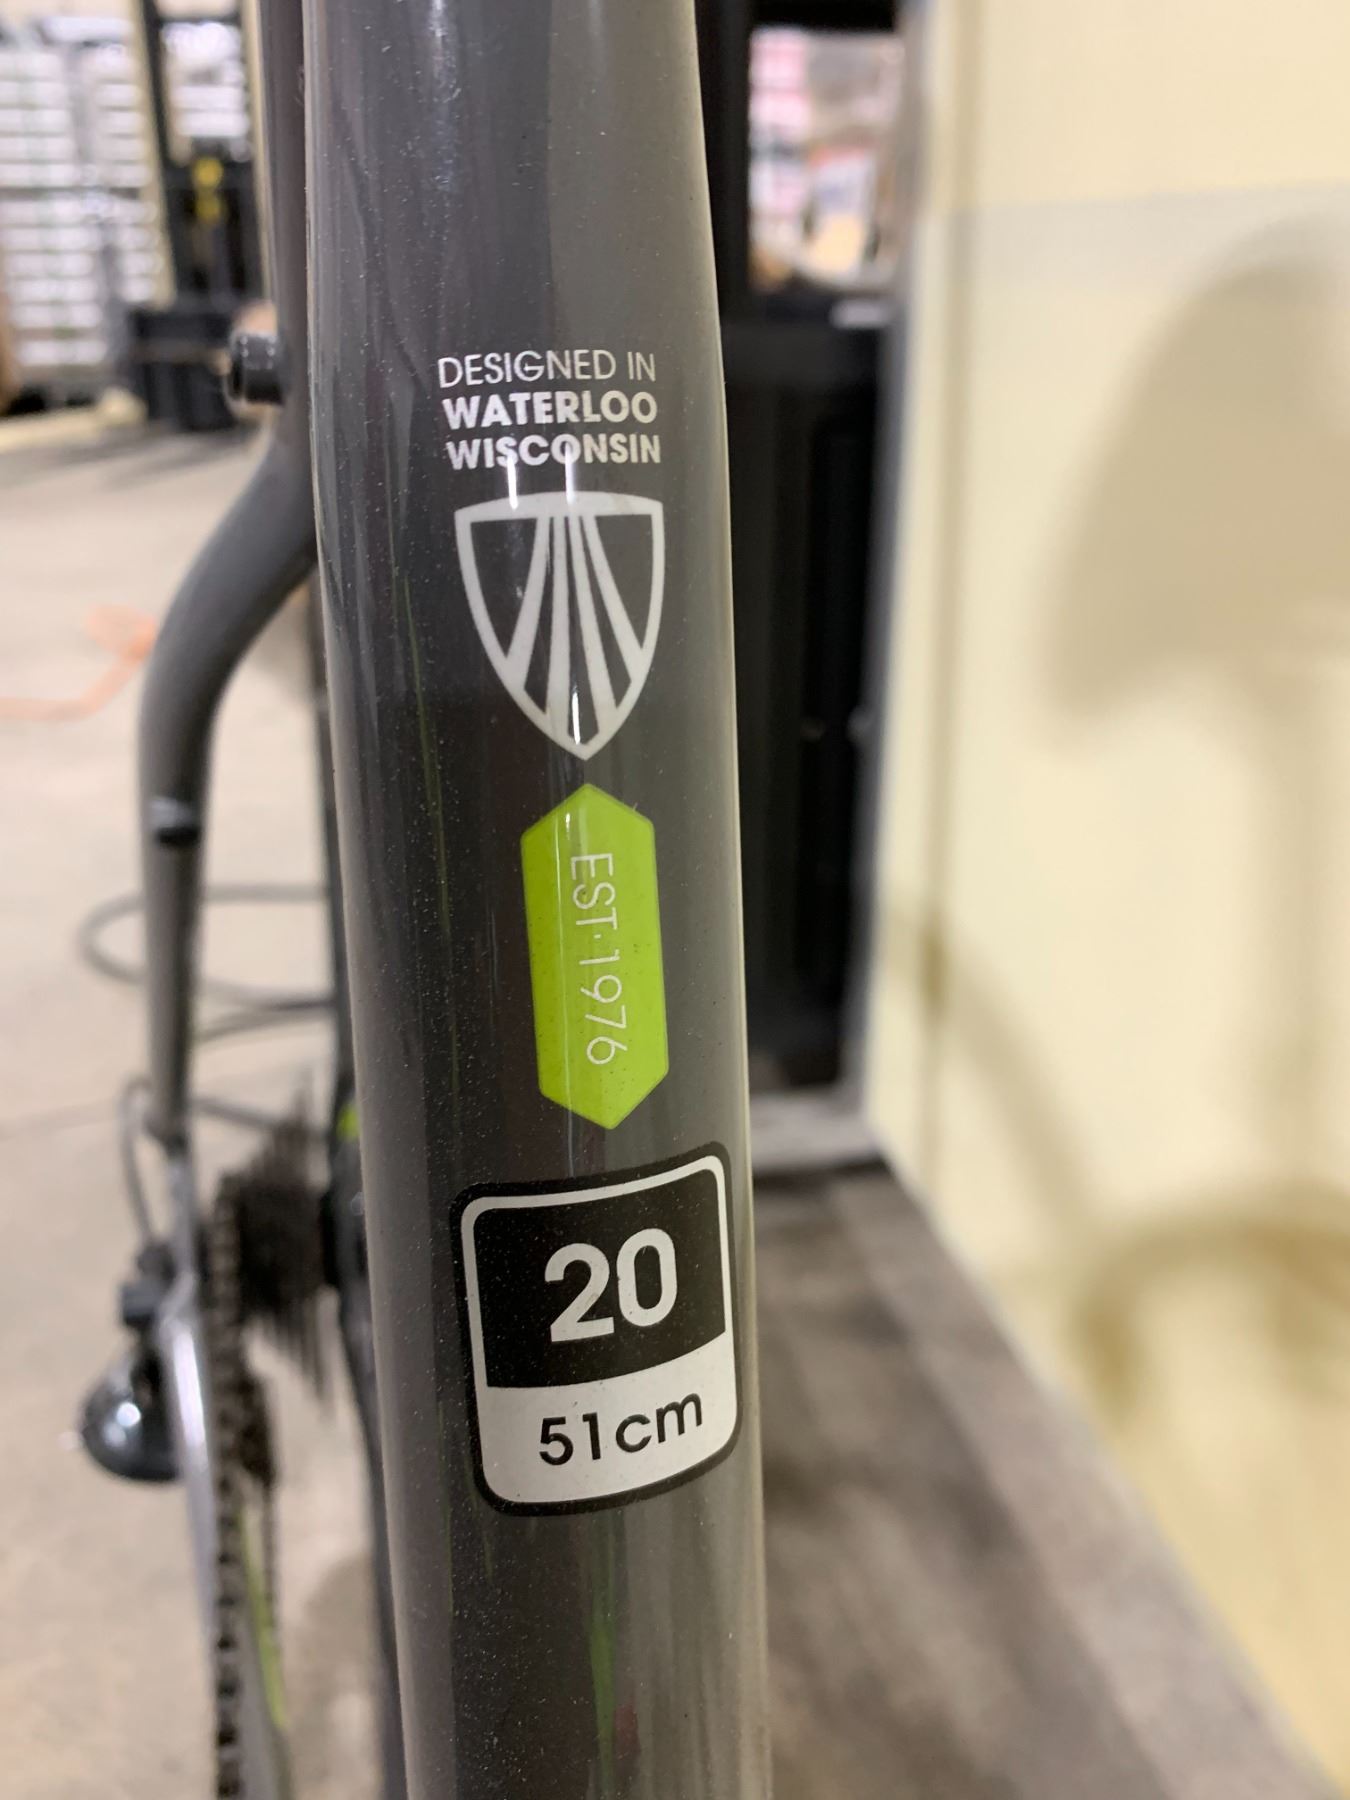 DESIGNED IN
WATERLOO
WISCONSIN
EST·1976
20
51cm